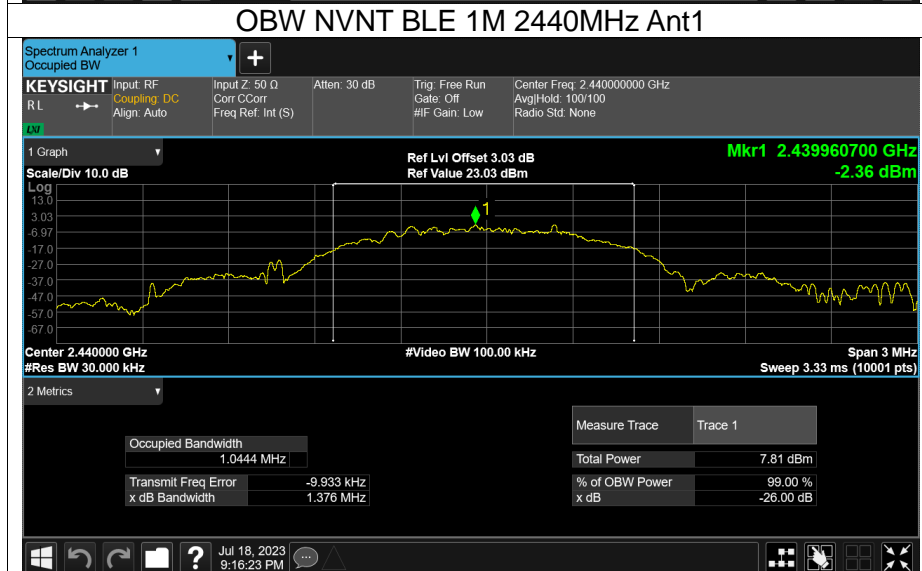 OBW NVNT BLE 1M 2440MHz Ant1
Spectrum Analyzer 1
Occupied BW
+
KEYSIGHT Input: RF Input Z: 50 Ω Atten: 30 dB Trig: Free Run Center Freq: 2.440000000 GHz
RL Coupling: DC Corr CCorr Gate: Off Avg|Hold: 100/100
Align: Auto Freq Ref: Int (S) #IF Gain: Low Radio Std: None
LXI
1 Graph Ref Lvl Offset 3.03 dB Mkr1 2.439960700 GHz
Scale/Div 10.0 dB Ref Value 23.03 dBm -2.36 dBm
Log
13.0
3.03
-6.97
-17.0
-27.0
-37.0
-47.0
-57.0
-67.0
1
Center 2.440000 GHz #Video BW 100.00 kHz Span 3 MHz
#Res BW 30.000 kHz Sweep 3.33 ms (10001 pts)
2 Metrics
Measure Trace Trace 1
Occupied Bandwidth
1.0444 MHz Total Power 7.81 dBm
Transmit Freq Error -9.933 kHz % of OBW Power 99.00 %
x dB Bandwidth 1.376 MHz x dB -26.00 dB
? Jul 18, 2023
9:16:23 PM